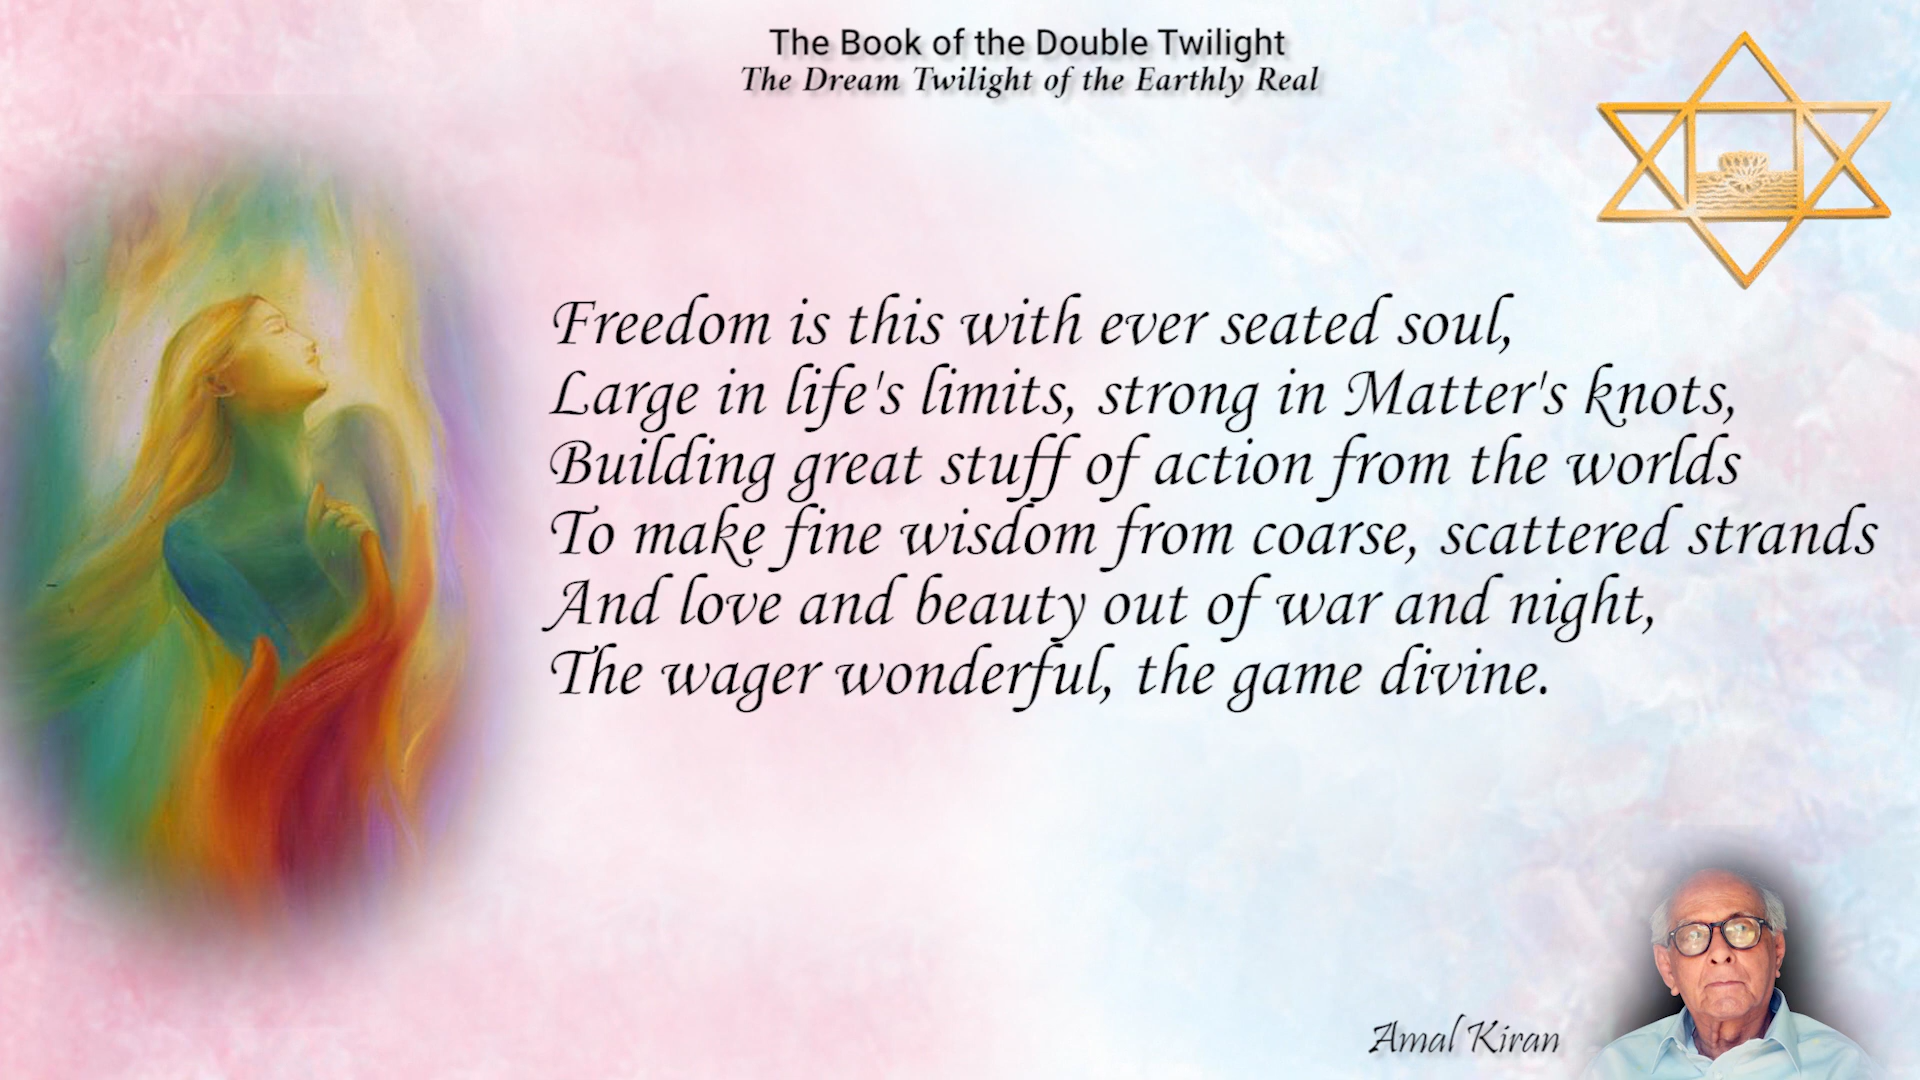 The Book of the Double Twilight
The Dream Twilight of the Earthly Real
Freedom is this with ever seated soul,
Large in life's limits, strong in Matter's knots,
Building great stuff of action from the worlds
To make fine wisdom from coarse, scattered strands
And love and beauty out of war and night,
The wager wonderful, the game divine.
Amal Kiran